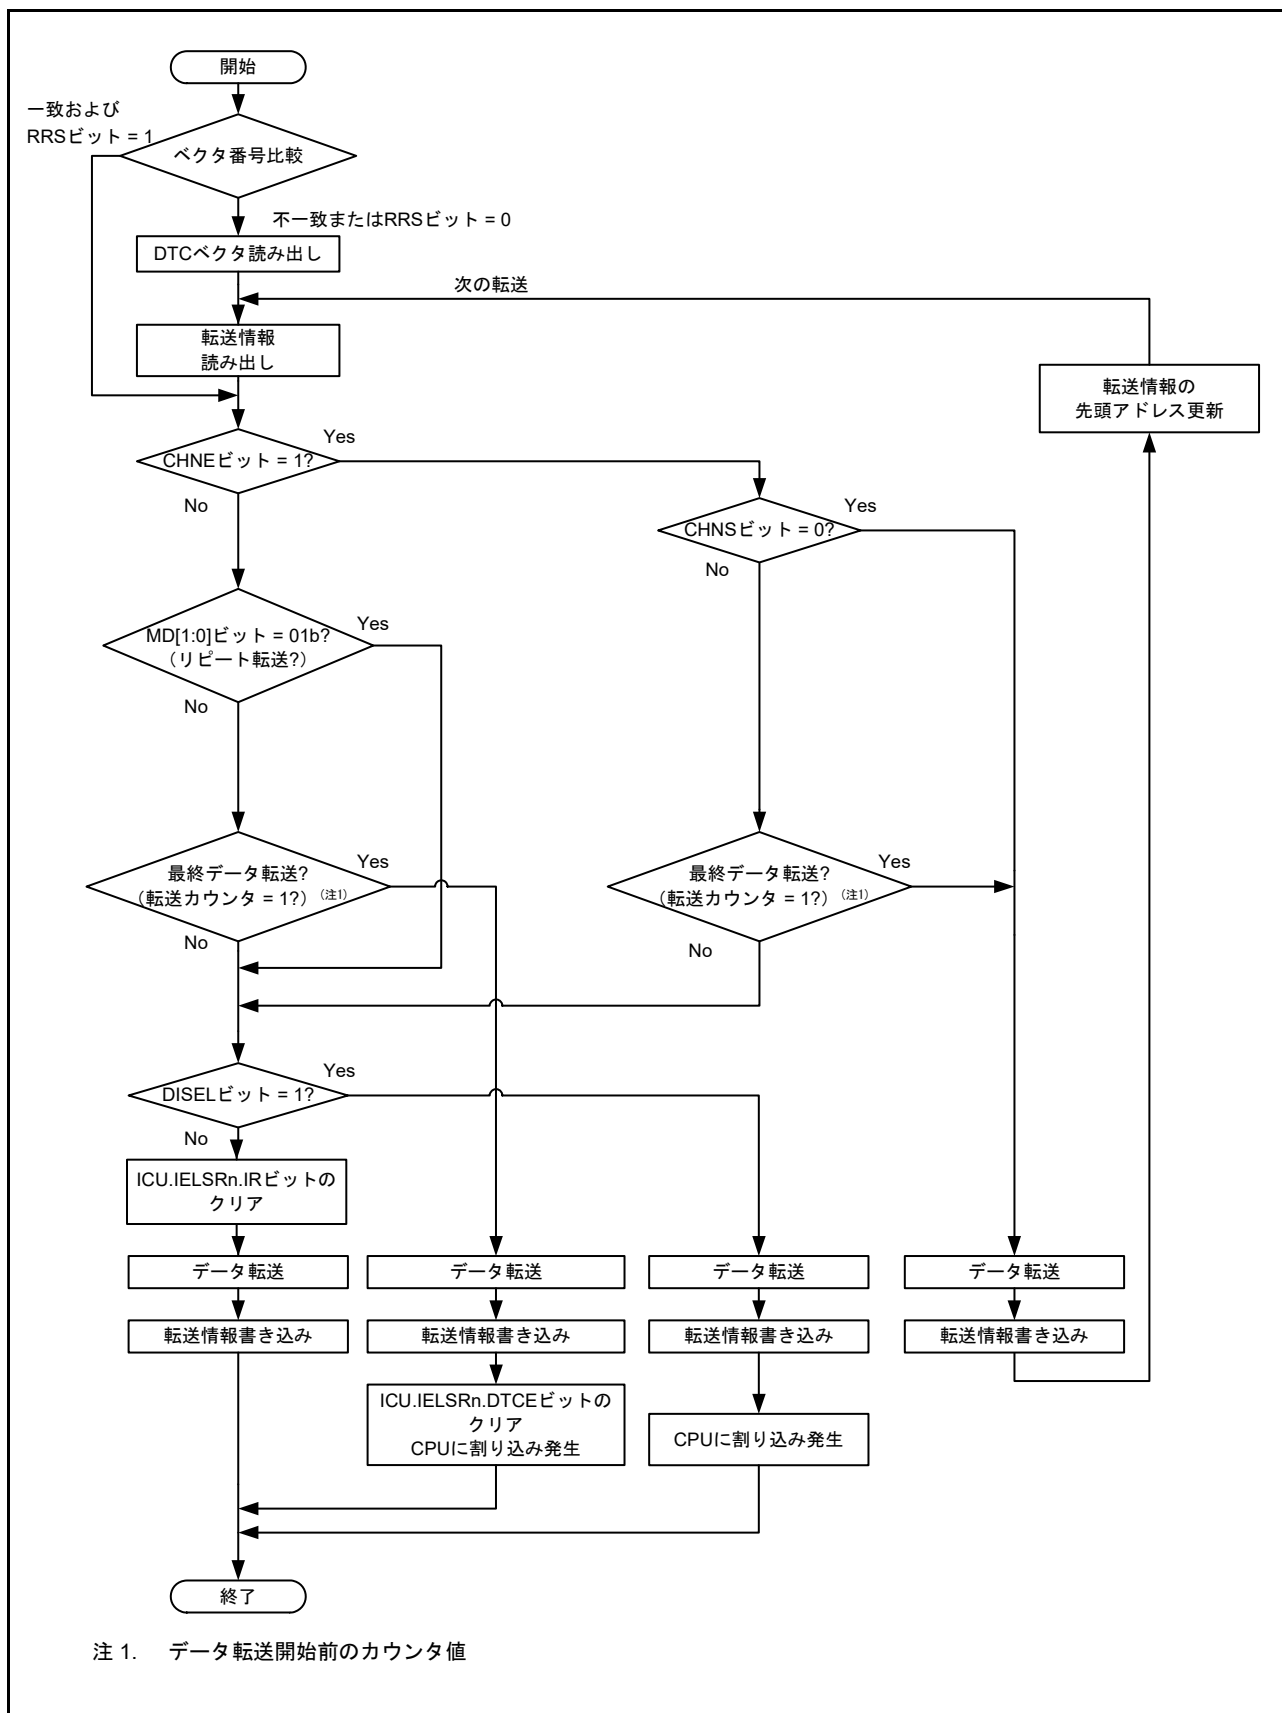 開始
一致および
RRSビット = 1
ベクタ番号比較
不一致またはRRSビット = 0
DTCベクタ読み出し
次の転送
転送情報
読み出し
転送情報の
先頭アドレス更新
CHNEビット = 1?
Yes
No
CHNSビット = 0?
Yes
No
MD[1:0]ビット = 01b?
(リピート転送?)
Yes
No
最終データ転送?
(転送カウンタ = 1?) (注1)
Yes
No
最終データ転送?
(転送カウンタ = 1?) (注1)
Yes
No
DISELビット = 1?
Yes
No
ICU.IELSRn.IRビットの
クリア
データ転送
データ転送
データ転送
データ転送
転送情報書き込み
転送情報書き込み
転送情報書き込み
転送情報書き込み
ICU.IELSRn.DTCEビットの
クリア
CPUに割り込み発生
CPUに割り込み発生
終了
注 1. データ転送開始前のカウンタ値